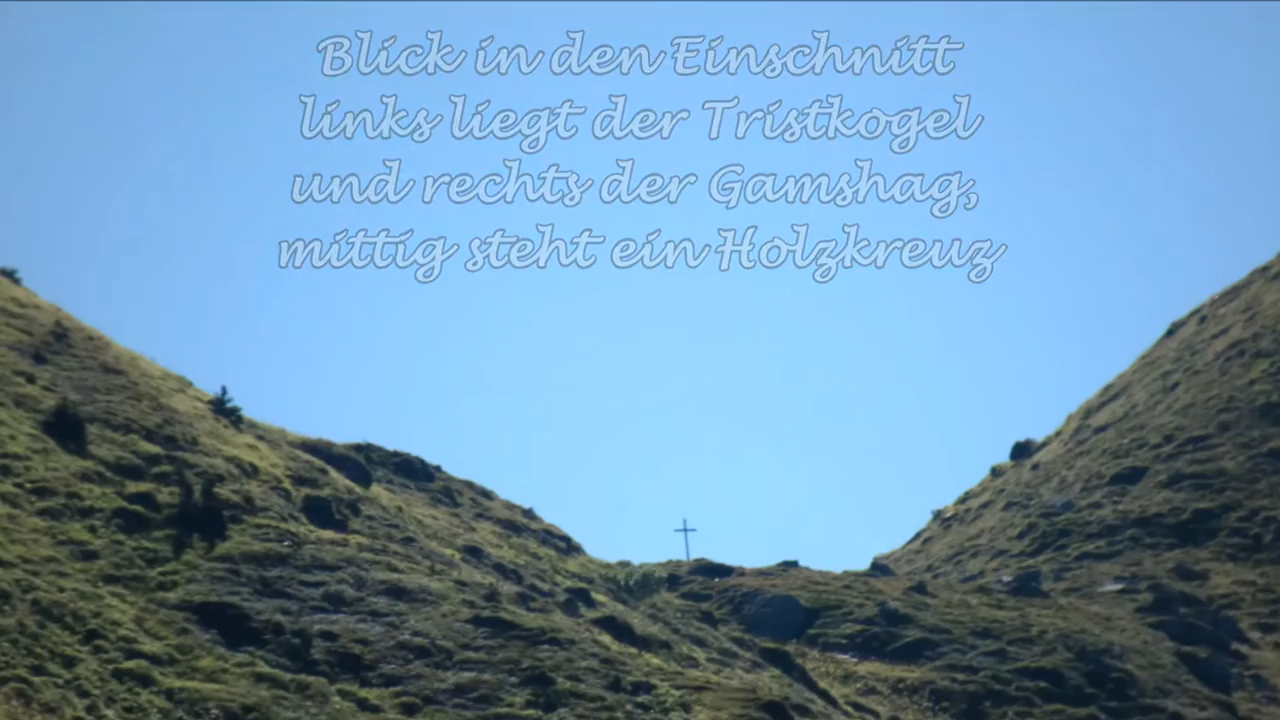 Blick in den Einschnitt
links liegt der Tristkogel
und rechts der Gamshag,
mittig steht ein Holzkreuz